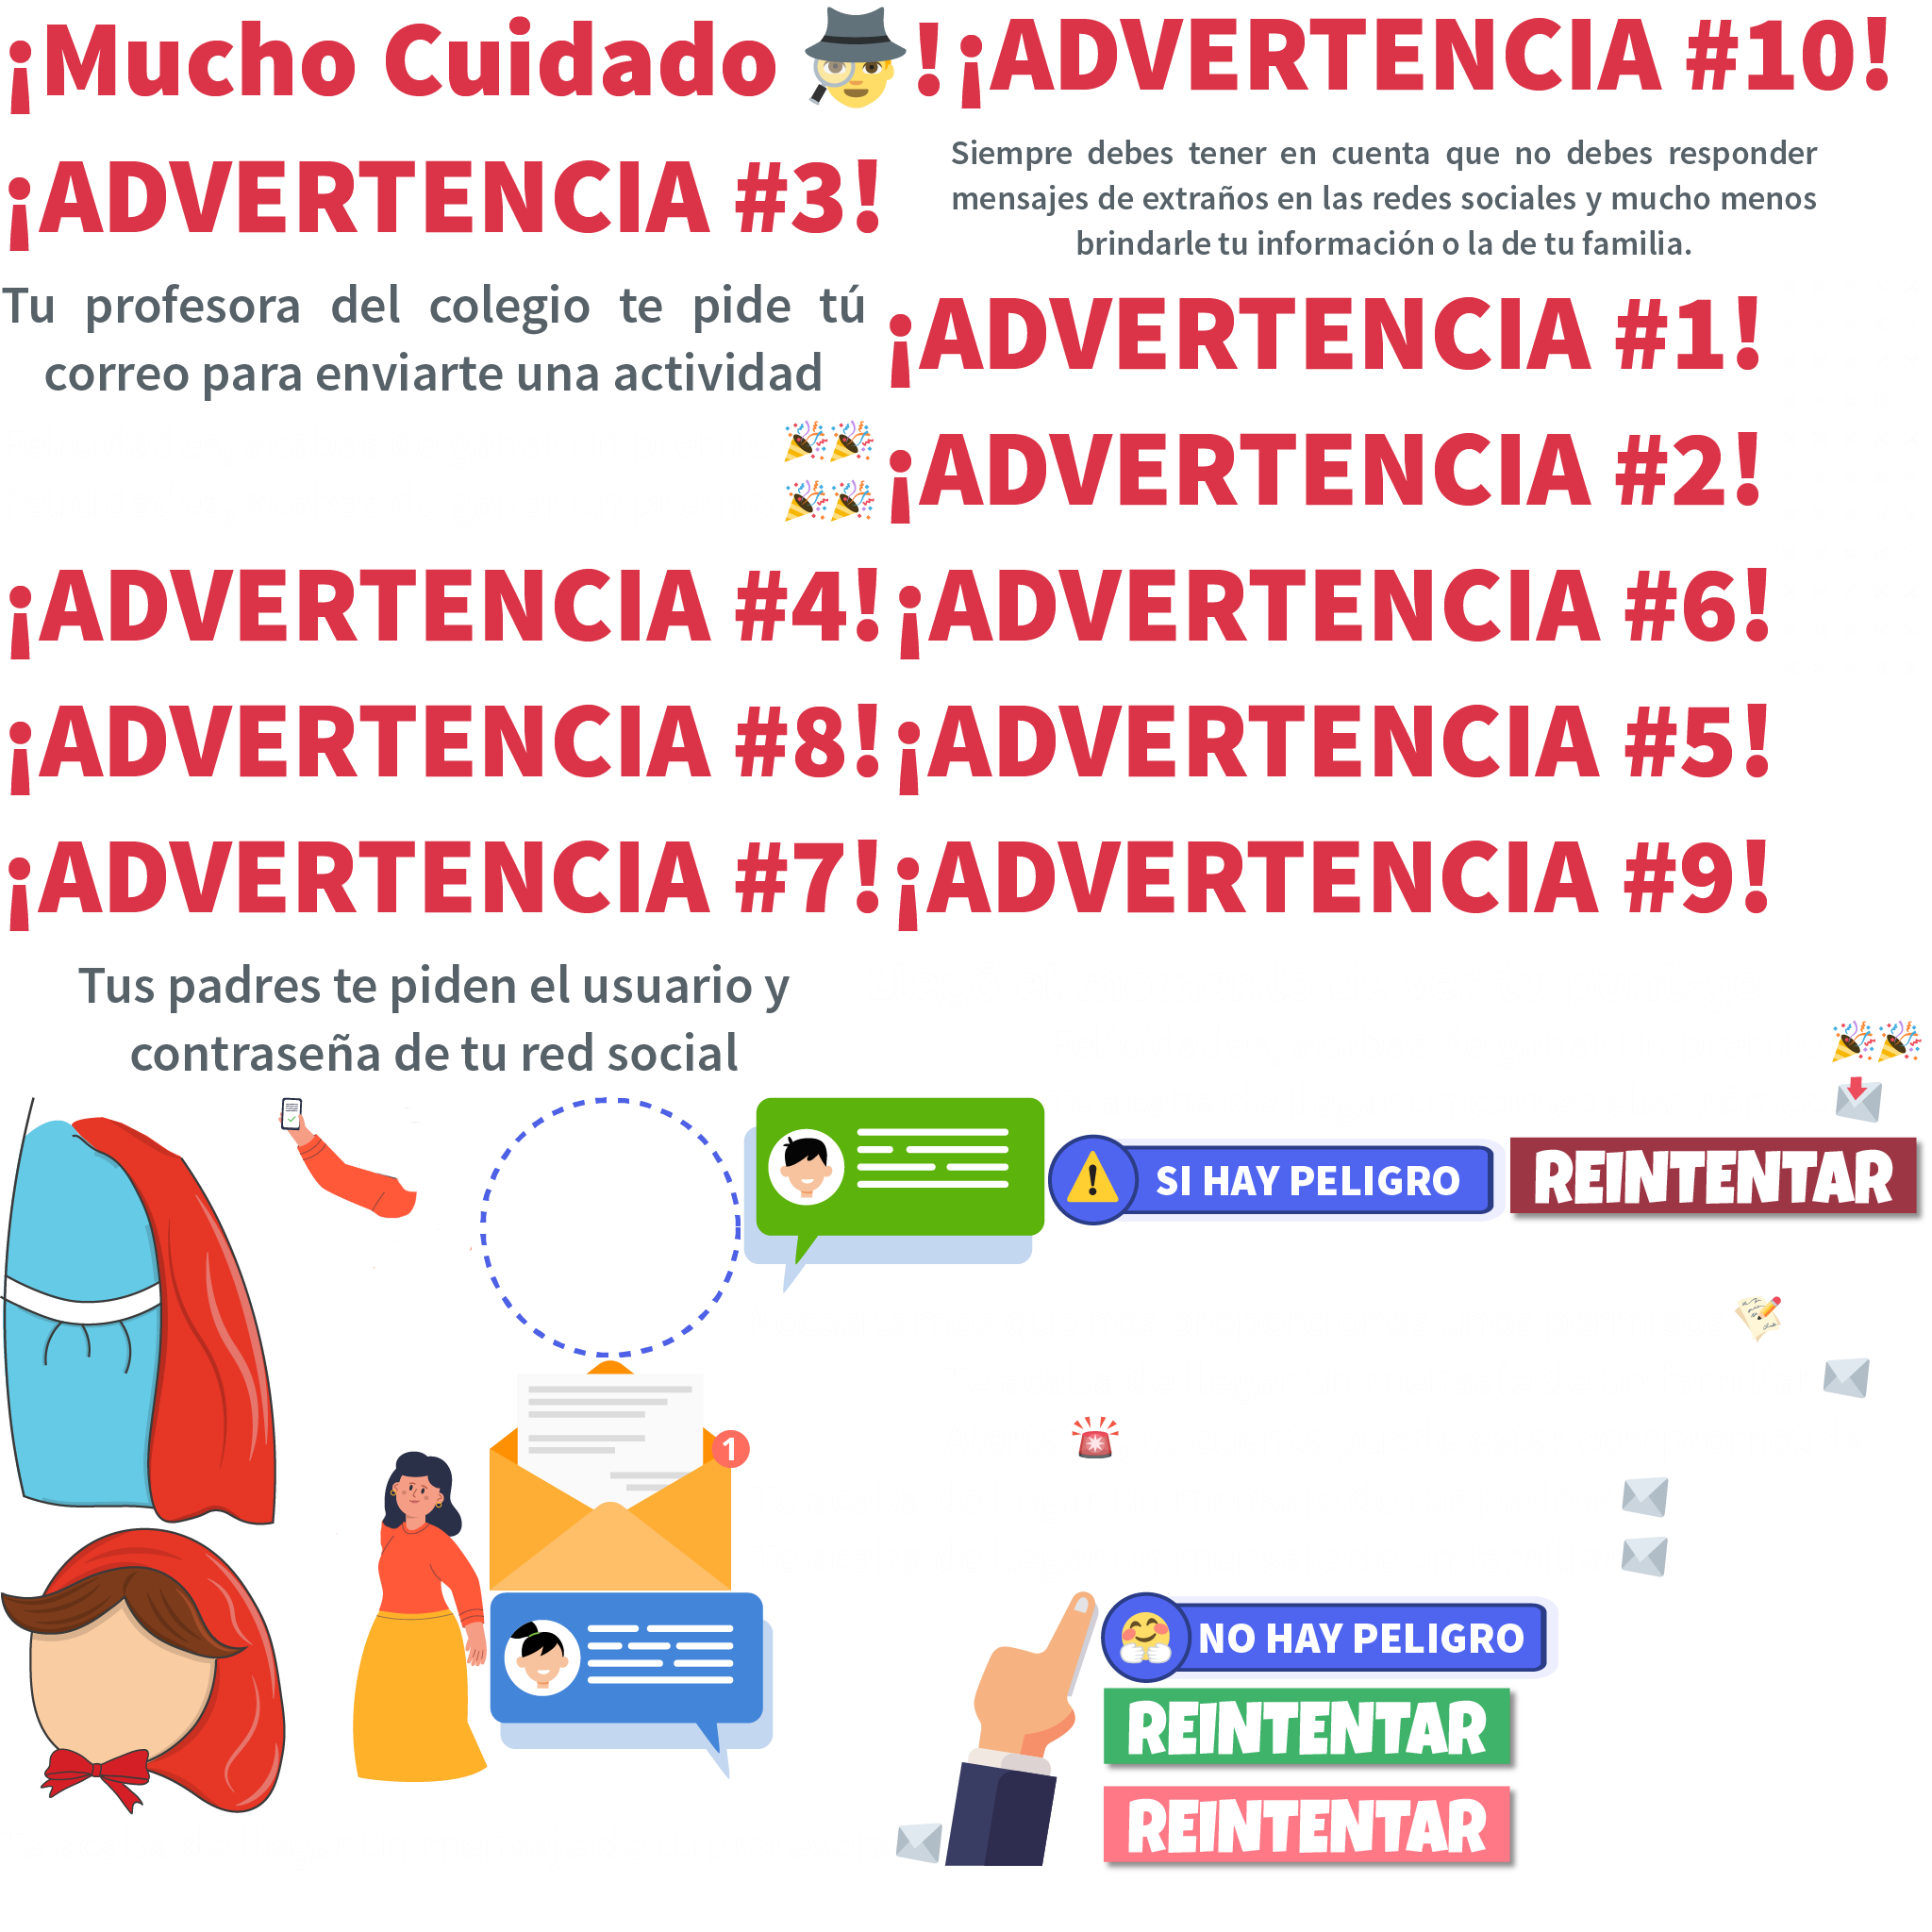 ¡Mucho Cuidado !
¡ADVERTENCIA #10!
¡ADVERTENCIA #3!
Siempre debes tener en cuenta que no debes responder
mensajes de extraños en las redes sociales y mucho menos
brindarle tu información o la de tu familia.
Tu profesora del colegio te pide tú
correo para enviarte una actividad
¡ADVERTENCIA #1!
¡ADVERTENCIA #2!
¡ADVERTENCIA #4!
¡ADVERTENCIA #6!
¡ADVERTENCIA #8!
¡ADVERTENCIA #5!
¡ADVERTENCIA #7!
¡ADVERTENCIA #9!
Tus padres te piden el usuario y
contraseña de tu red social
SI HAY PELIGRO
REINTENTAR
1
NO HAY PELIGRO
REINTENTAR
REINTENTAR